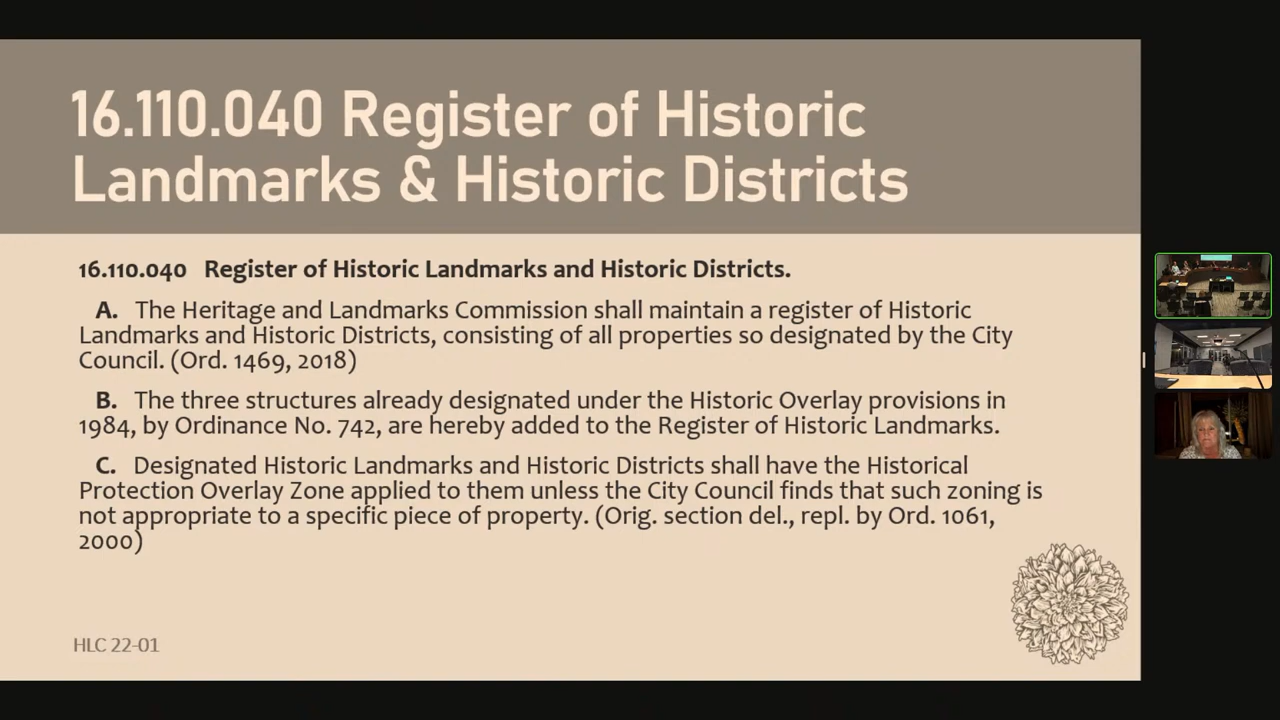 16.110.040 Register of Historic
Landmarks & Historic Districts
16.110.040 Register of Historic Landmarks and Historic Districts.
A. The Heritage and Landmarks Commission shall maintain a register of Historic
Landmarks and Historic Districts, consisting of all properties so designated by the City
Council. (Ord. 1469, 2018)
B. The three structures already designated under the Historic Overlay provisions in
1984, by Ordinance No. 742, are hereby added to the Register of Historic Landmarks.
C. Designated Historic Landmarks and Historic Districts shall have the Historical
Protection Overlay Zone applied to them unless the City Council finds that such zoning is
not appropriate to a specific piece of property. (Orig. section del., repl. by Ord. 1061,
2000)
HLC 22-01